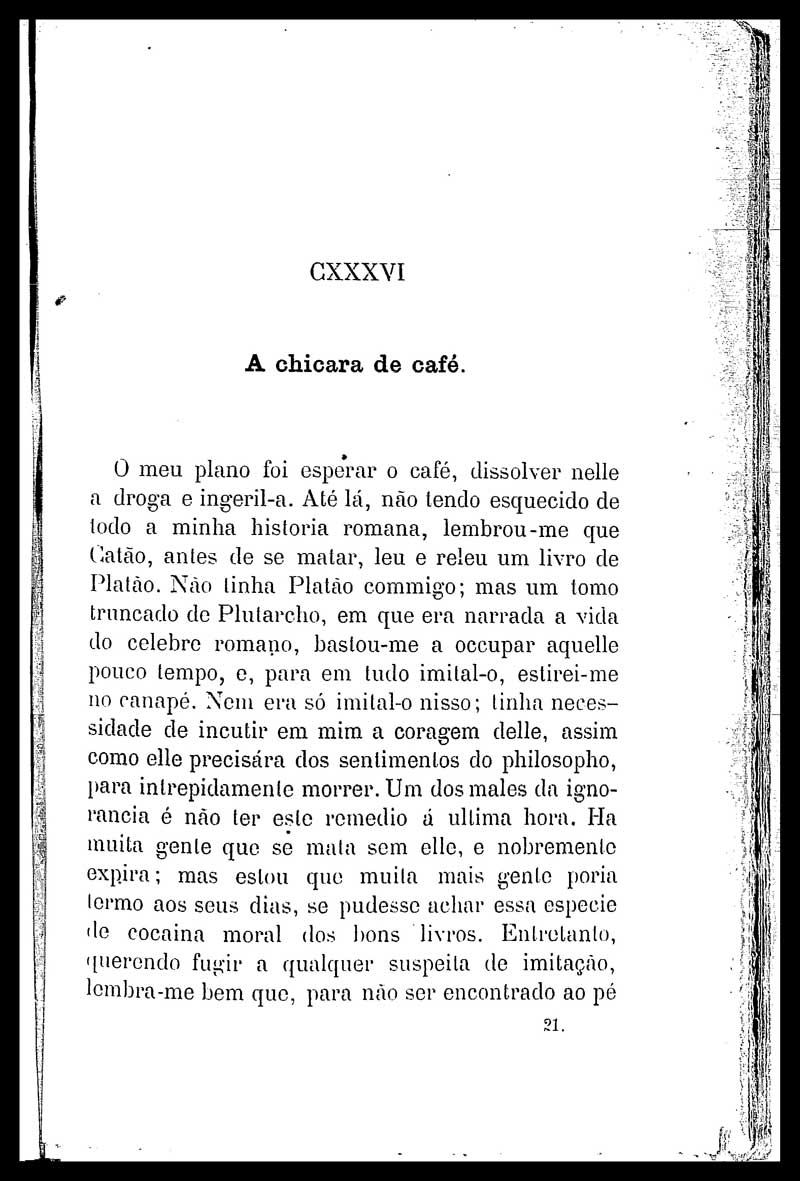 CXXXVI
A chicara de café.
O meu plano foi esperar o café, dissolver nelle
a droga e ingeril-a. Até lá, não tendo esquecido de
todo a minha historia romana, lembrou-me que
Catão, antes de se matar, leu e releu um livro de
Platão. Não tinha Platão commigo; mas um tomo
truncado de Plutarcho, em que era narrada a vida
do celebre romano, bastou-me a occupar aquelle
pouco tempo, e, para em tudo imital-o, estirei-me
no canapé. Nem era só imital-o nisso; tinha neces-
sidade de incutir em mim a coragem delle, assim
como elle precisára dos sentimentos do philosopho,
para intrepidamente morrer. Um dos males da igno-
rancia é não ter este remedio á ultima hora. Ha
muita gente que se mata sem elle, e nobremente
expira; mas estou que muita mais gente poria
termo aos seus dias, se pudesse achar essa especie
de cocaina moral dos bons livros. Entretanto,
querendo fugir a qualquer suspeita de imitação,
lembra-me bem que, para não ser encontrado ao pé
21.